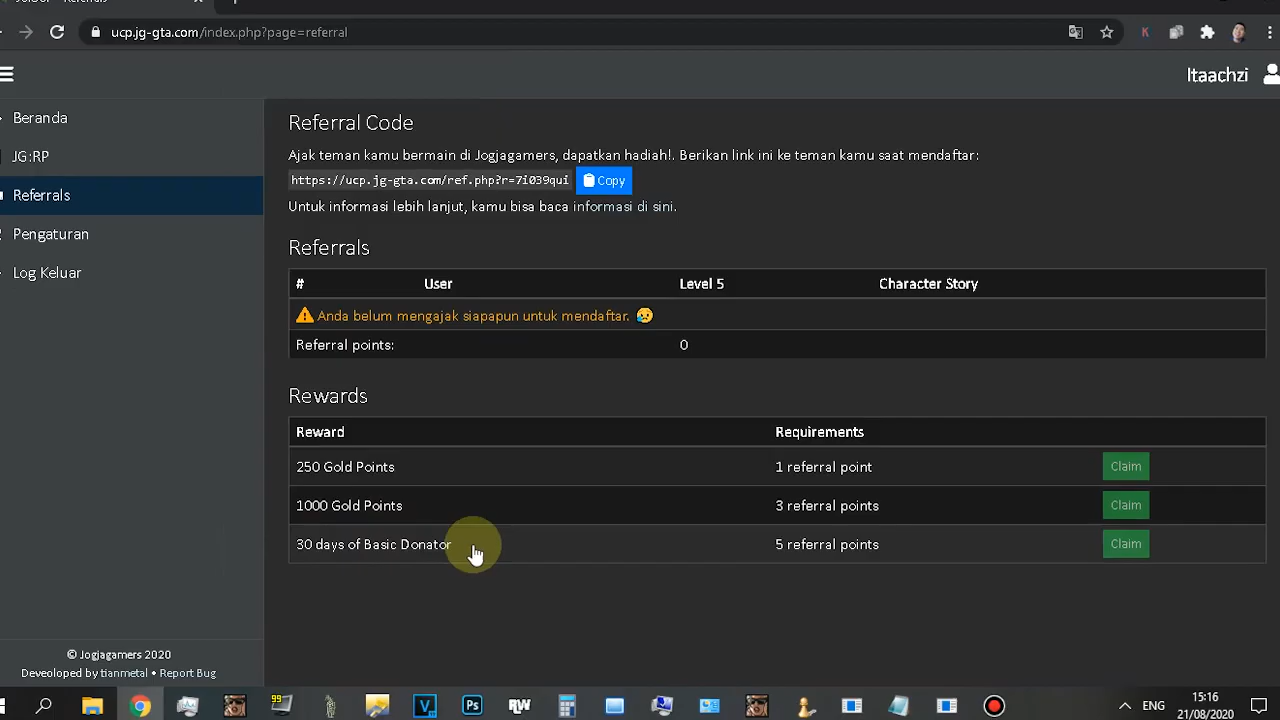 ucp.jg-gta.com/index.php?page=referral
Itaachzi
Beranda
JG:RP
Referrals
Pengaturan
Log Keluar
Referral Code
Ajak teman kamu bermain di Jogjagamers, dapatkan hadiah!. Berikan link ini ke teman kamu saat mendaftar:
https://ucp.jg-gta.com/ref.php?r=7i039qui Copy
Untuk informasi lebih lanjut, kamu bisa baca informasi di sini.
Referrals
# User Level 5 Character Story
Anda belum mengajak siapapun untuk mendaftar.
Referral points: 0
Rewards
Reward Requirements
250 Gold Points 1 referral point Claim
1000 Gold Points 3 referral points Claim
30 days of Basic Donator 5 referral points Claim
© Jogjagamers 2020
Deveoloped by tianmetal • Report Bug
99 V Ps RW ENG
15:16
21/08/2020